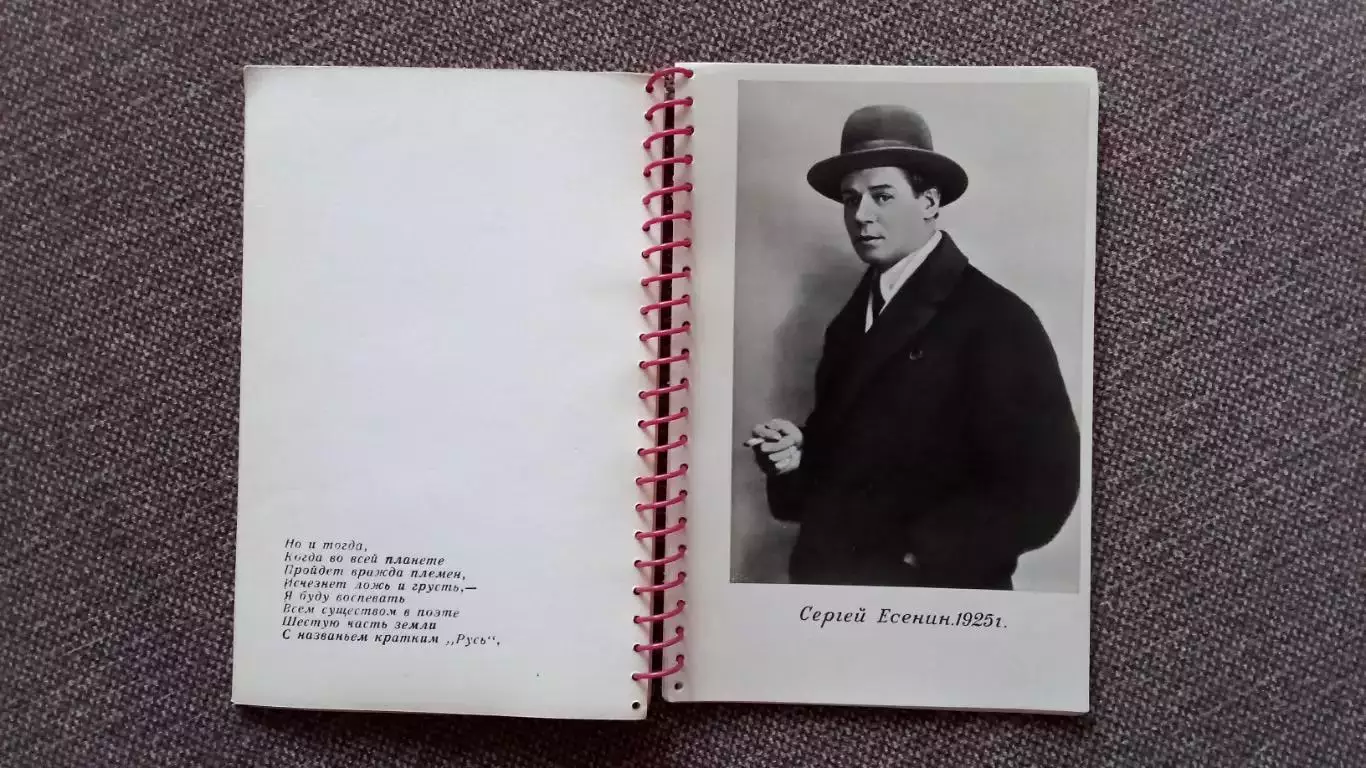 Но и тогда,
Когда во всей планете
Пройдет вражда племен,
Исчезнет ложь и грусть,—
Я буду воспевать
Всем существом в поэте
Шестую часть земли
С названьем кратким „Русь“.
Сергей Есенин.1925г.